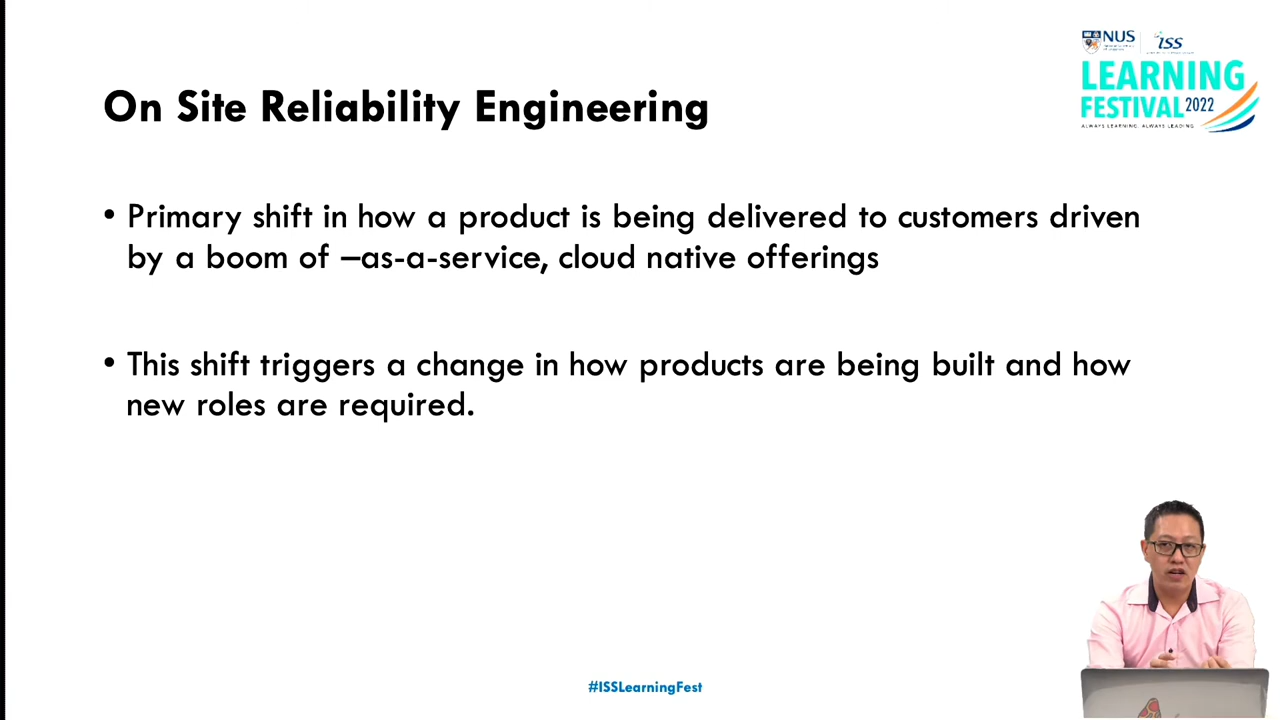 NUS
iss
LEARNING
FESTIVAL 2022
ALWAYS LEARNING. ALWAYS LEADING
On Site Reliability Engineering
• Primary shift in how a product is being delivered to customers driven
by a boom of –as-a-service, cloud native offerings
• This shift triggers a change in how products are being built and how
new roles are required.
#ISSLearningFest